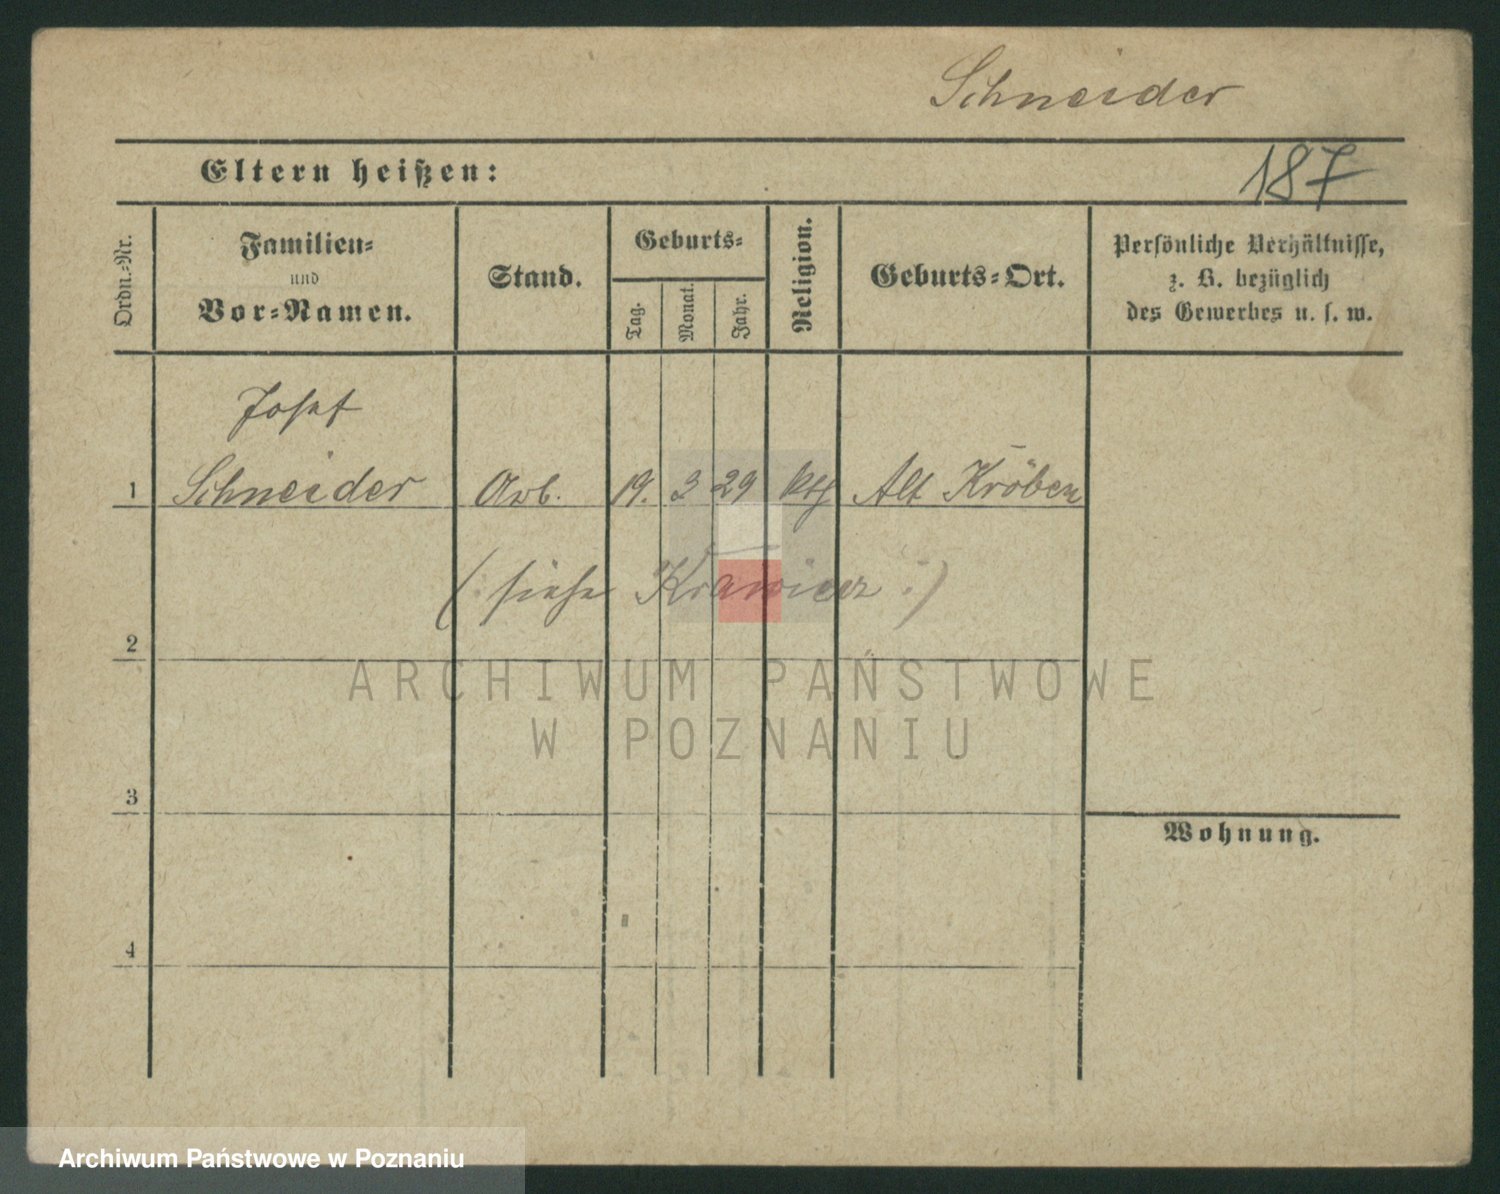 Schneider
Eltern heißen:
187
Ordn.-Nr.
Familien-
und
Vor-Namen.
Stand.
Geburts-
Tag.
Monat.
Jahr.
Religion.
Geburts-Ort.
Persönliche Verhältnisse,
z. B. bezüglich
des Gewerbes u. s. w.
Josef
1 Schneider Arb. 19. 3 29 kth Alt Kröben
(: siehe Krawiecz :)
2
ARCHIWUM PAŃSTWOWE
W POZNANIU
3
Wohnung.
4
Archiwum Państwowe w Poznaniu